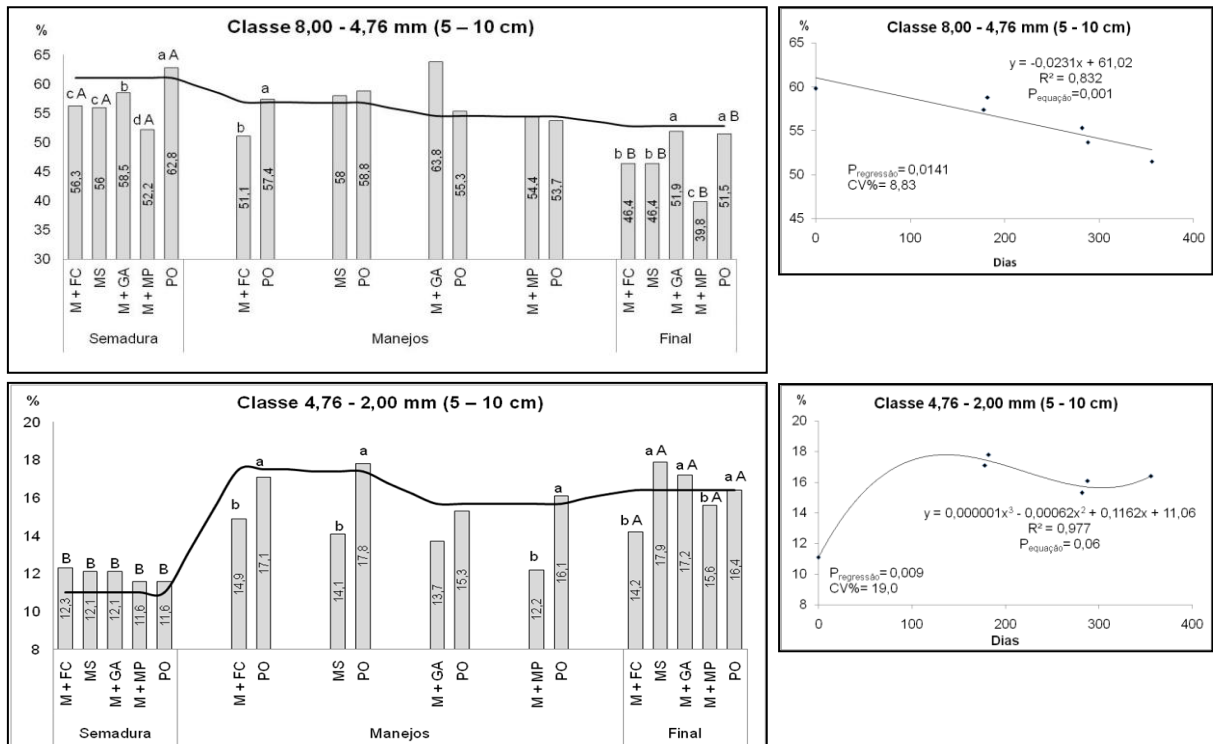 Classe 8,00 - 4,76 mm (5 – 10 cm)
%
65
60
55
50
45
40
35
30
c A
c A
b
d A
a A
b
a
b B
b B
a
c B
a B
56,3
56
58,5
52,2
62,8
51,1
57,4
58
58,8
63,8
55,3
54,4
53,7
46,4
46,4
51,9
39,8
51,5
M + FC
MS
M + GA
M + MP
PO
M + FC
PO
MS
PO
M + GA
PO
M + MP
PO
M + FC
MS
M + GA
M + MP
PO
Semadura
Manejos
Final
Classe 8,00 - 4,76 mm (5 - 10 cm)
%
65
60
55
50
45
y = -0,0231x + 61,02
R² = 0,832
Pequação=0,001
Pregressão=0,0141
CV%= 8,83
0
100
200
300
400
Dias
Classe 4,76 - 2,00 mm (5 – 10 cm)
%
20
18
16
14
12
10
8
B
B
B
B
B
b
a
b
a
b
a
b A
a A
a A
b A
a A
12,3
12,1
12,1
11,6
11,6
14,9
17,1
14,1
17,8
13,7
15,3
12,2
16,1
14,2
17,9
17,2
15,6
16,4
M + FC
MS
M + GA
M + MP
PO
M + FC
PO
MS
PO
M + GA
PO
M + MP
PO
M + FC
MS
M + GA
M + MP
PO
Semadura
Manejos
Final
Classe 4,76 - 2,00 mm (5 - 10 cm)
%
20
18
16
14
12
10
8
y = 0,000001x³ - 0,00062x² + 0,1162x + 11,06
R² = 0,977
Pequação= 0,06
Pregressão= 0,009
CV%= 19,0
0
100
200
300
400
Dias